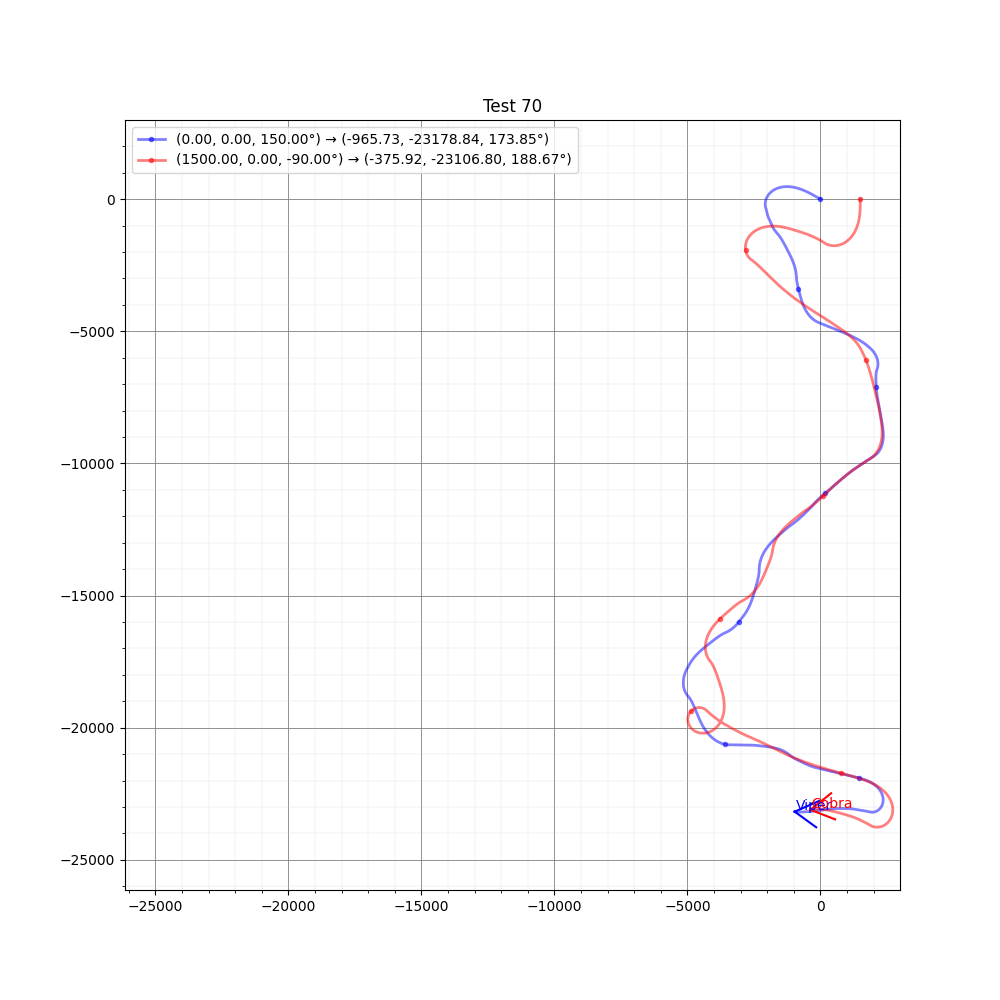 Test 70
(0.00, 0.00, 150.00°) → (-965.73, -23178.84, 173.85°)
(1500.00, 0.00, -90.00°) → (-375.92, -23106.80, 188.67°)
0
−5000
−10000
−15000
−20000
−25000
Viper
Cobra
−25000 −20000 −15000 −10000 −5000 0